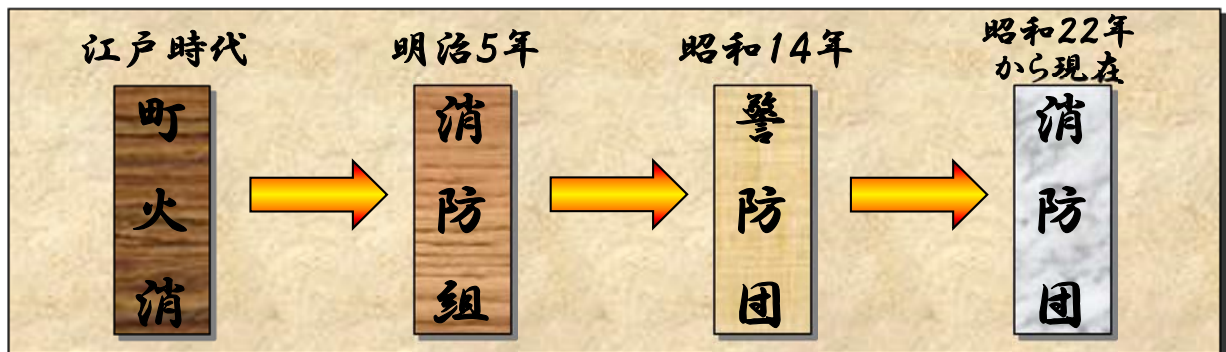 江戸時代
町火消
明治5年
消防組
昭和14年
警防団
昭和22年
から現在
消防団